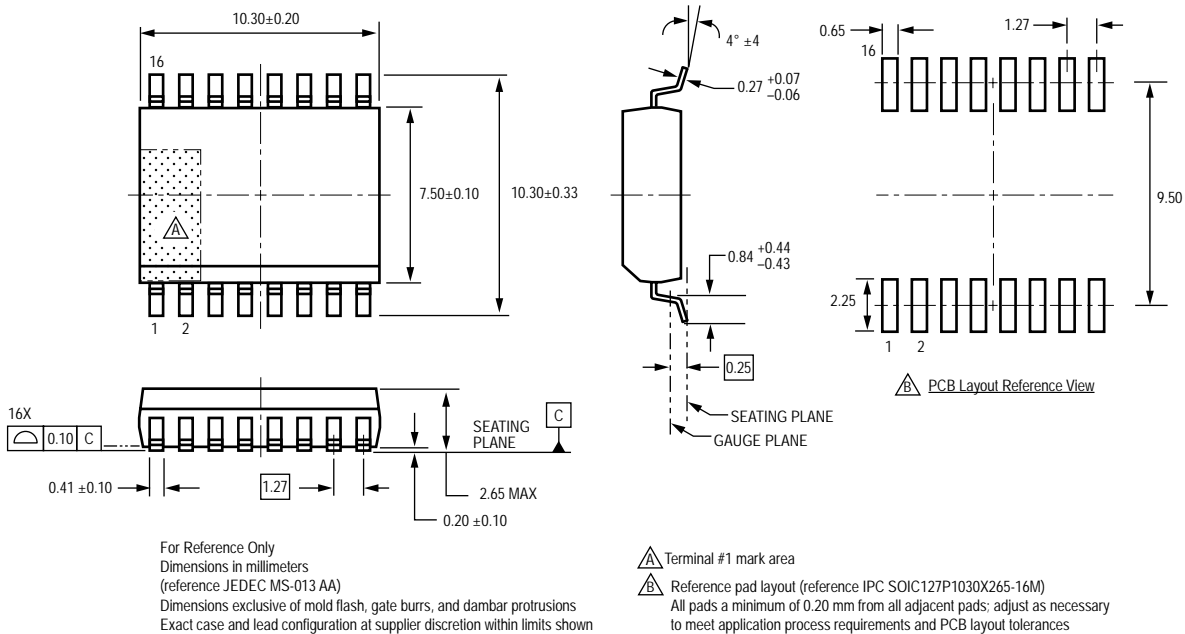 10.30±0.20
16
7.50±0.10
10.30±0.33
A
1 2
4° ±4
0.27 +0.07
−0.06
0.84 +0.44
−0.43
0.25
SEATING PLANE
GAUGE PLANE
0.65
1.27
16
9.50
2.25
1 2
B PCB Layout Reference View
16X
0.10 C
SEATING
PLANE
C
0.41 ±0.10
1.27
2.65 MAX
0.20 ±0.10
For Reference Only
Dimensions in millimeters
(reference JEDEC MS-013 AA)
Dimensions exclusive of mold flash, gate burrs, and dambar protrusions
Exact case and lead configuration at supplier discretion within limits shown
A Terminal #1 mark area
B Reference pad layout (reference IPC SOIC127P1030X265-16M)
All pads a minimum of 0.20 mm from all adjacent pads; adjust as necessary
to meet application process requirements and PCB layout tolerances